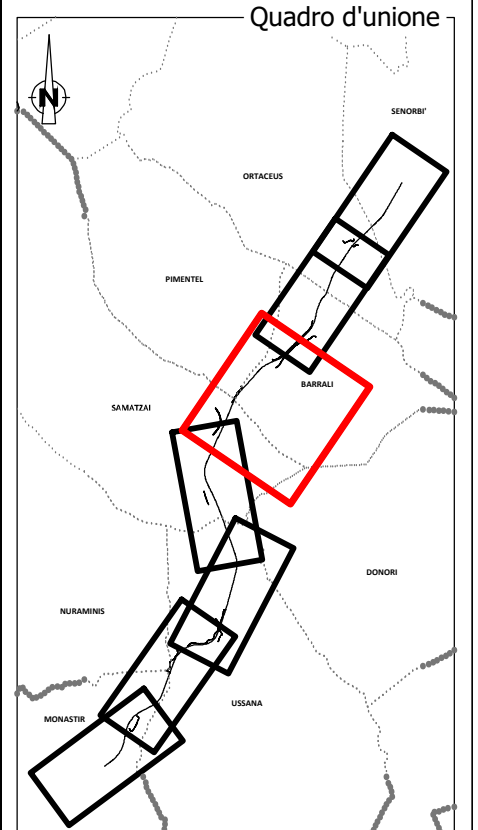 Quadro d'unione
N
SENORBI'
ORTACEUS
PIMENTEL
BARRALI
SAMATZAI
DONORI
NURAMINIS
USSANA
MONASTIR